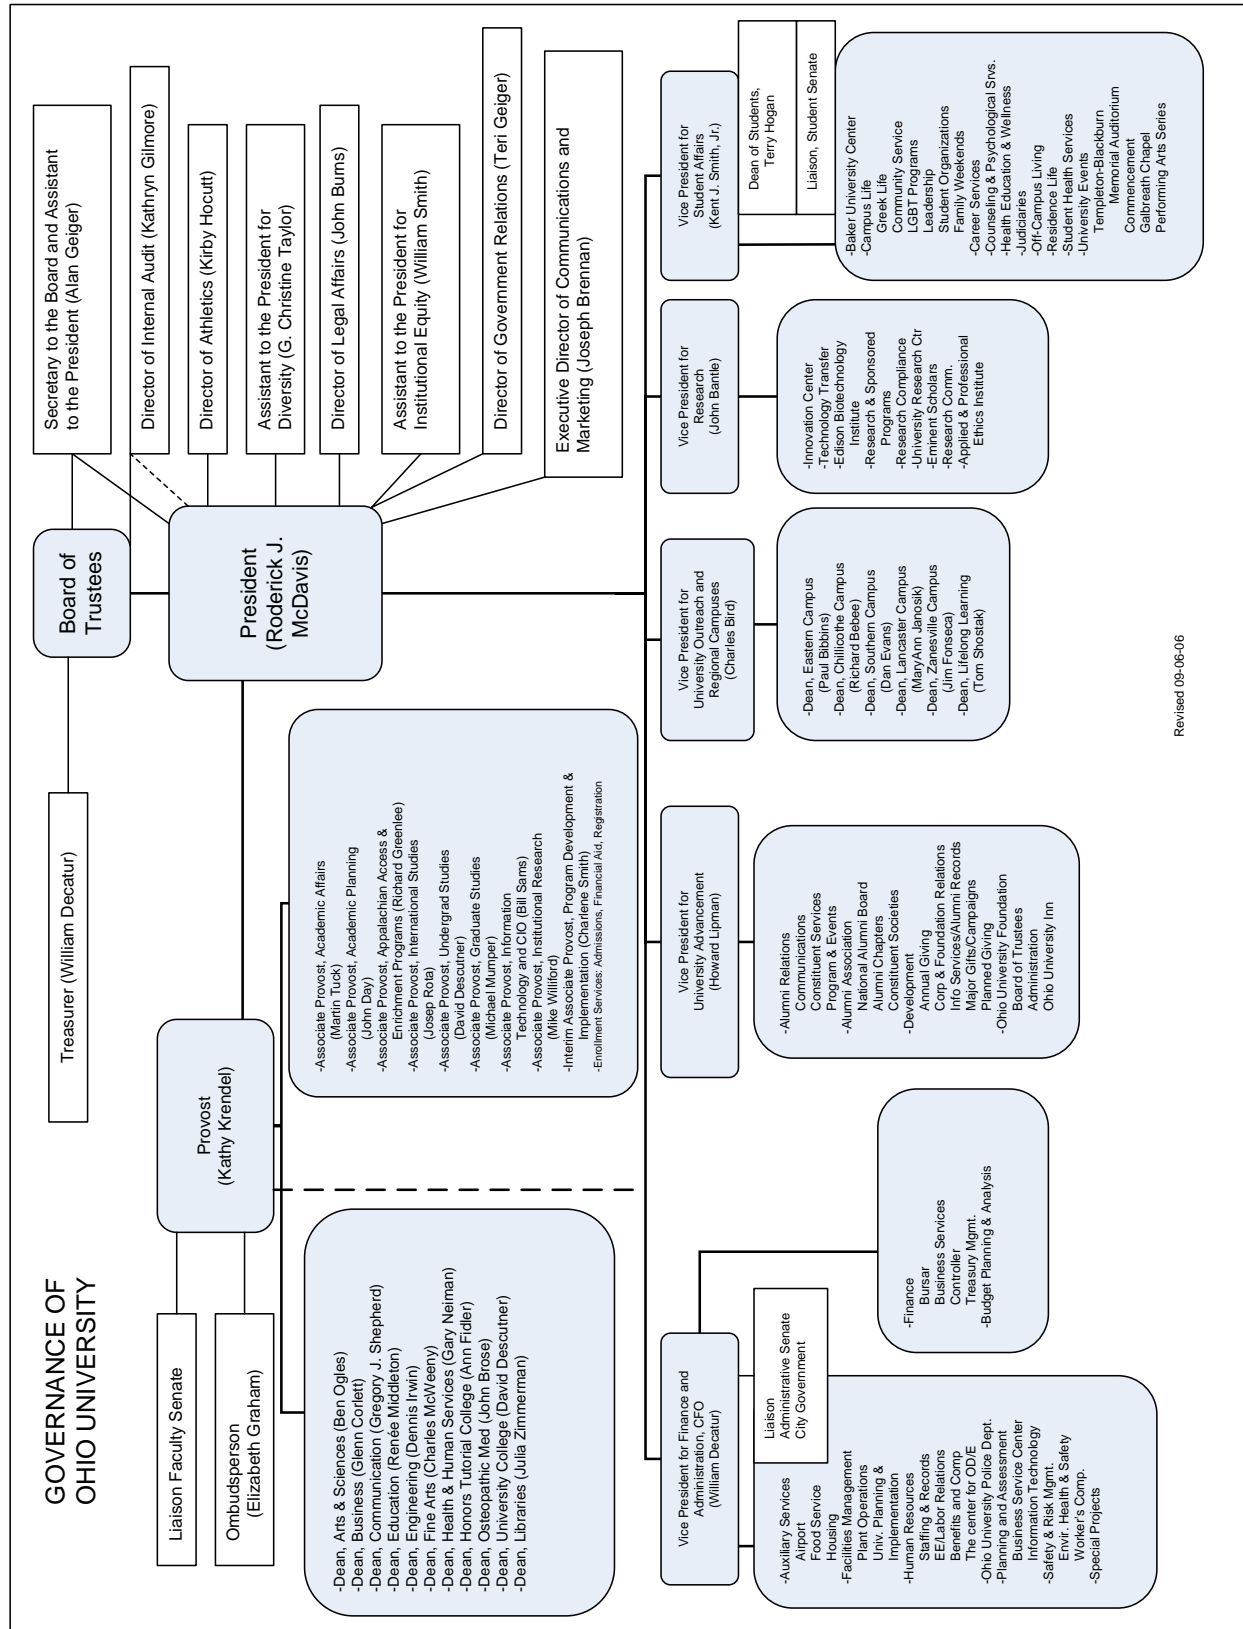 GOVERNANCE OF
OHIO UNIVERSITY
Board of
Trustees
Treasurer (William Decatur)
Secretary to the Board and Assistant
to the President (Alan Geiger)
Director of Internal Audit (Kathryn Gilmore)
Director of Athletics (Kirby Hocutt)
Assistant to the President for
Diversity (G. Christine Taylor)
Director of Legal Affairs (John Burns)
Assistant to the President for
Institutional Equity (William Smith)
Director of Government Relations (Teri Geiger)
Executive Director of Communications and
Marketing (Joseph Brennan)
President
(Roderick J.
McDavis)
Provost
(Kathy Krendel)
Liaison Faculty Senate
Ombudsperson
(Elizabeth Graham)
-Dean, Arts & Sciences (Ben Ogles)
-Dean, Business (Glenn Corlett)
-Dean, Communication (Gregory J. Shepherd)
-Dean, Education (Renée Middleton)
-Dean, Engineering (Dennis Irwin)
-Dean, Fine Arts (Charles McWeeny)
-Dean, Health & Human Services (Gary Neiman)
-Dean, Honors Tutorial College (Ann Fidler)
-Dean, Osteopathic Med (John Brose)
-Dean, University College (David Descutner)
-Dean, Libraries (Julia Zimmerman)
-Associate Provost, Academic Affairs
(Martin Tuck)
-Associate Provost, Academic Planning
(John Day)
-Associate Provost, Appalachian Access &
Enrichment Programs (Richard Greenlee)
-Associate Provost, International Studies
(Josep Rota)
-Associate Provost, Undergrad Studies
(David Descutner)
-Associate Provost, Graduate Studies
(Michael Mumper)
-Associate Provost, Information
Technology and CIO (Bill Sams)
-Associate Provost, Institutional Research
(Mike Williford)
-Interim Associate Provost, Program Development &
Implementation (Charlene Smith)
-Enrollment Services: Admissions, Financial Aid, Registration
Vice President for Finance and
Administration, CFO
(William Decatur)
Liaison
Administrative Senate
City Government
-Auxiliary Services
Airport
Food Service
Housing
-Facilities Management
Plant Operations
Univ. Planning &
Implementation
-Human Resources
Staffing & Records
EE/Labor Relations
Benefits and Comp
The center for OD/E
-Ohio University Police Dept.
-Planning and Assessment
Business Service Center
Information Technology
-Safety & Risk Mgmt.
Envir. Health & Safety
Worker's Comp.
-Special Projects
-Finance
Bursar
Business Services
Controller
Treasury Mgmt.
-Budget Planning & Analysis
Vice President for
University Advancement
(Howard Lipman)
-Alumni Relations
Communications
Constituent Services
Program & Events
-Alumni Association
National Alumni Board
Alumni Chapters
Constituent Societies
-Development
Annual Giving
Corp & Foundation Relations
Info Services/Alumni Records
Major Gifts/Campaigns
Planned Giving
-Ohio University Foundation
Board of Trustees
Administration
Ohio University Inn
Vice President for
University Outreach and
Regional Campuses
(Charles Bird)
-Dean, Eastern Campus
(Paul Bibbins)
-Dean, Chillicothe Campus
(Richard Bebee)
-Dean, Southern Campus
(Dan Evans)
-Dean, Lancaster Campus
(MaryAnn Janosik)
-Dean, Zanesville Campus
(Jim Fonseca)
-Dean, Lifelong Learning
(Tom Shostak)
Vice President for
Research
(John Bantle)
-Innovation Center
-Technology Transfer
-Edison Biotechnology
Institute
-Research & Sponsored
Programs
-Research Compliance
-University Research Ctr
-Eminent Scholars
-Research Comm.
-Applied & Professional
Ethics Institute
Vice President for
Student Affairs
(Kent J. Smith, Jr.)
Dean of Students,
Terry Hogan
Liaison, Student Senate
-Baker University Center
-Campus Life
Greek Life
Community Service
LGBT Programs
Leadership
Student Organizations
Family Weekends
-Career Services
-Counseling & Psychological Srvs.
-Health Education & Wellness
-Judiciaries
-Off-Campus Living
-Residence Life
-Student Health Services
-University Events
Templeton-Blackburn
Memorial Auditorium
Commencement
Galbreath Chapel
Performing Arts Series
Revised 09-06-06